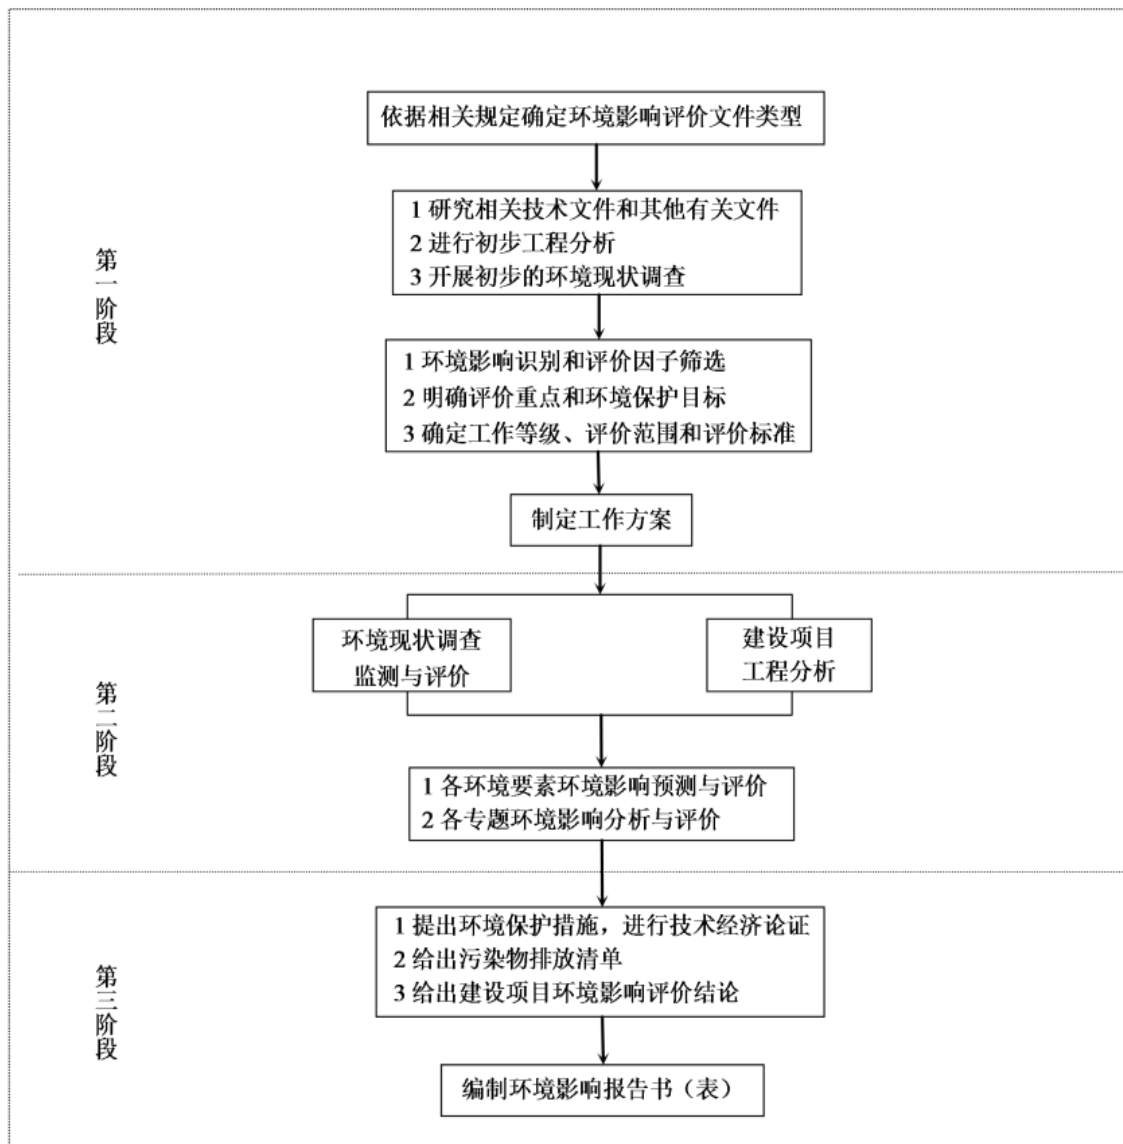 依据相关规定确定环境影响评价文件类型
第一阶段
1 研究相关技术文件和其他有关文件
2 进行初步工程分析
3 开展初步的环境现状调查
1 环境影响识别和评价因子筛选
2 明确评价重点和环境保护目标
3 确定工作等级、评价范围和评价标准
制定工作方案
第二阶段
环境现状调查
监测与评价
建设项目
工程分析
1 各环境要素环境影响预测与评价
2 各专题环境影响分析与评价
第三阶段
1 提出环境保护措施，进行技术经济论证
2 给出污染物排放清单
3 给出建设项目环境影响评价结论
编制环境影响报告书（表）